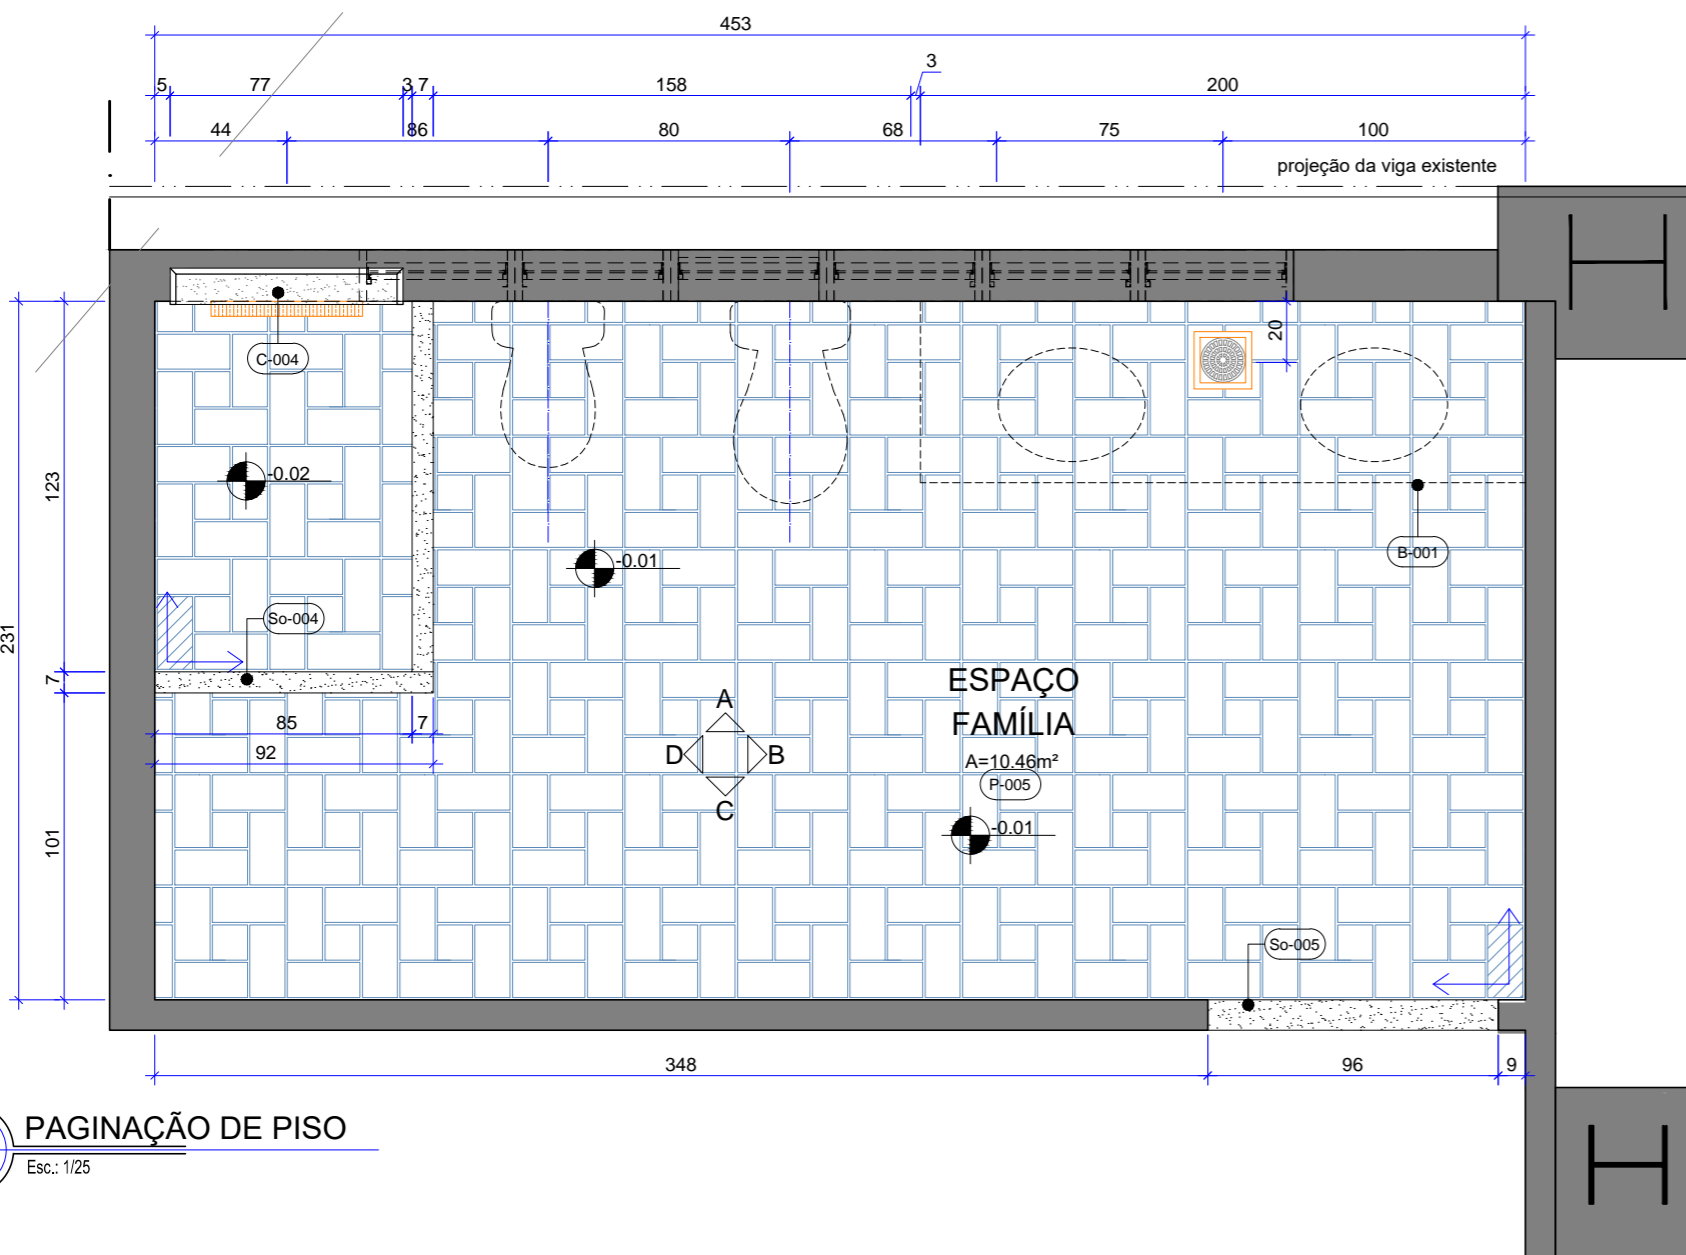 453
3
5 77 3 7 158 200
44 86 80 68 75 100
projeção da viga existente
20
C-004
-0.02
123
B-001
-0.01
So-004
231
7
ESPAÇO
FAMÍLIA
A=10.46m²
P-005
-0.01
A
D B
C
85 7
92
101
So-005
348 96 9
PAGINAÇÃO DE PISO
Esc.: 1/25